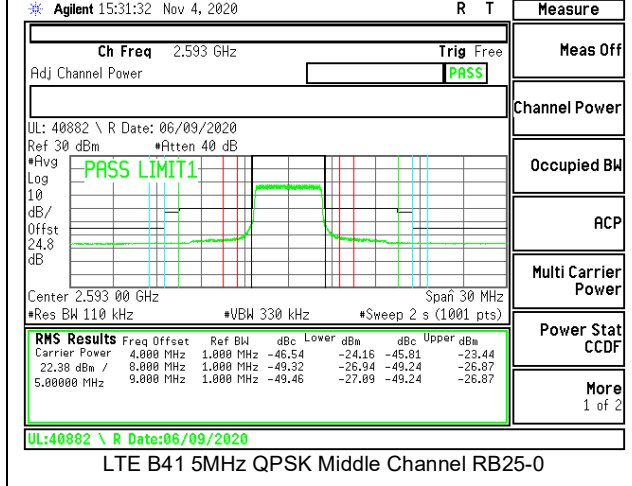 Agilent 15:31:32 Nov 4, 2020 R T Measure
Ch Freq 2.593 GHz Trig Free
Meas Off
Adj Channel Power PASS
Channel Power
UL: 40882 \ R Date: 06/09/2020
Ref 30 dBm #Atten 40 dB
#Avg
PASS LIMIT1
Occupied BW
Log
10
dB/
ACP
Offst
24.8
dB
Multi Carrier
Power
Center 2.593 00 GHz Span 30 MHz
#Res BW 110 kHz #VBW 330 kHz #Sweep 2 s (1001 pts)
Power Stat
CCDF
RMS Results Freq Offset Ref BW dBc Lower dBm dBc Upper dBm
Carrier Power 4.000 MHz 1.000 MHz -46.54 -24.16 -45.81 -23.44
22.38 dBm / 8.000 MHz 1.000 MHz -49.32 -26.94 -49.24 -26.87
5.00000 MHz 9.000 MHz 1.000 MHz -49.46 -27.09 -49.24 -26.87
More
1 of 2
UL:40882 \ R Date:06/09/2020
LTE B41 5MHz QPSK Middle Channel RB25-0